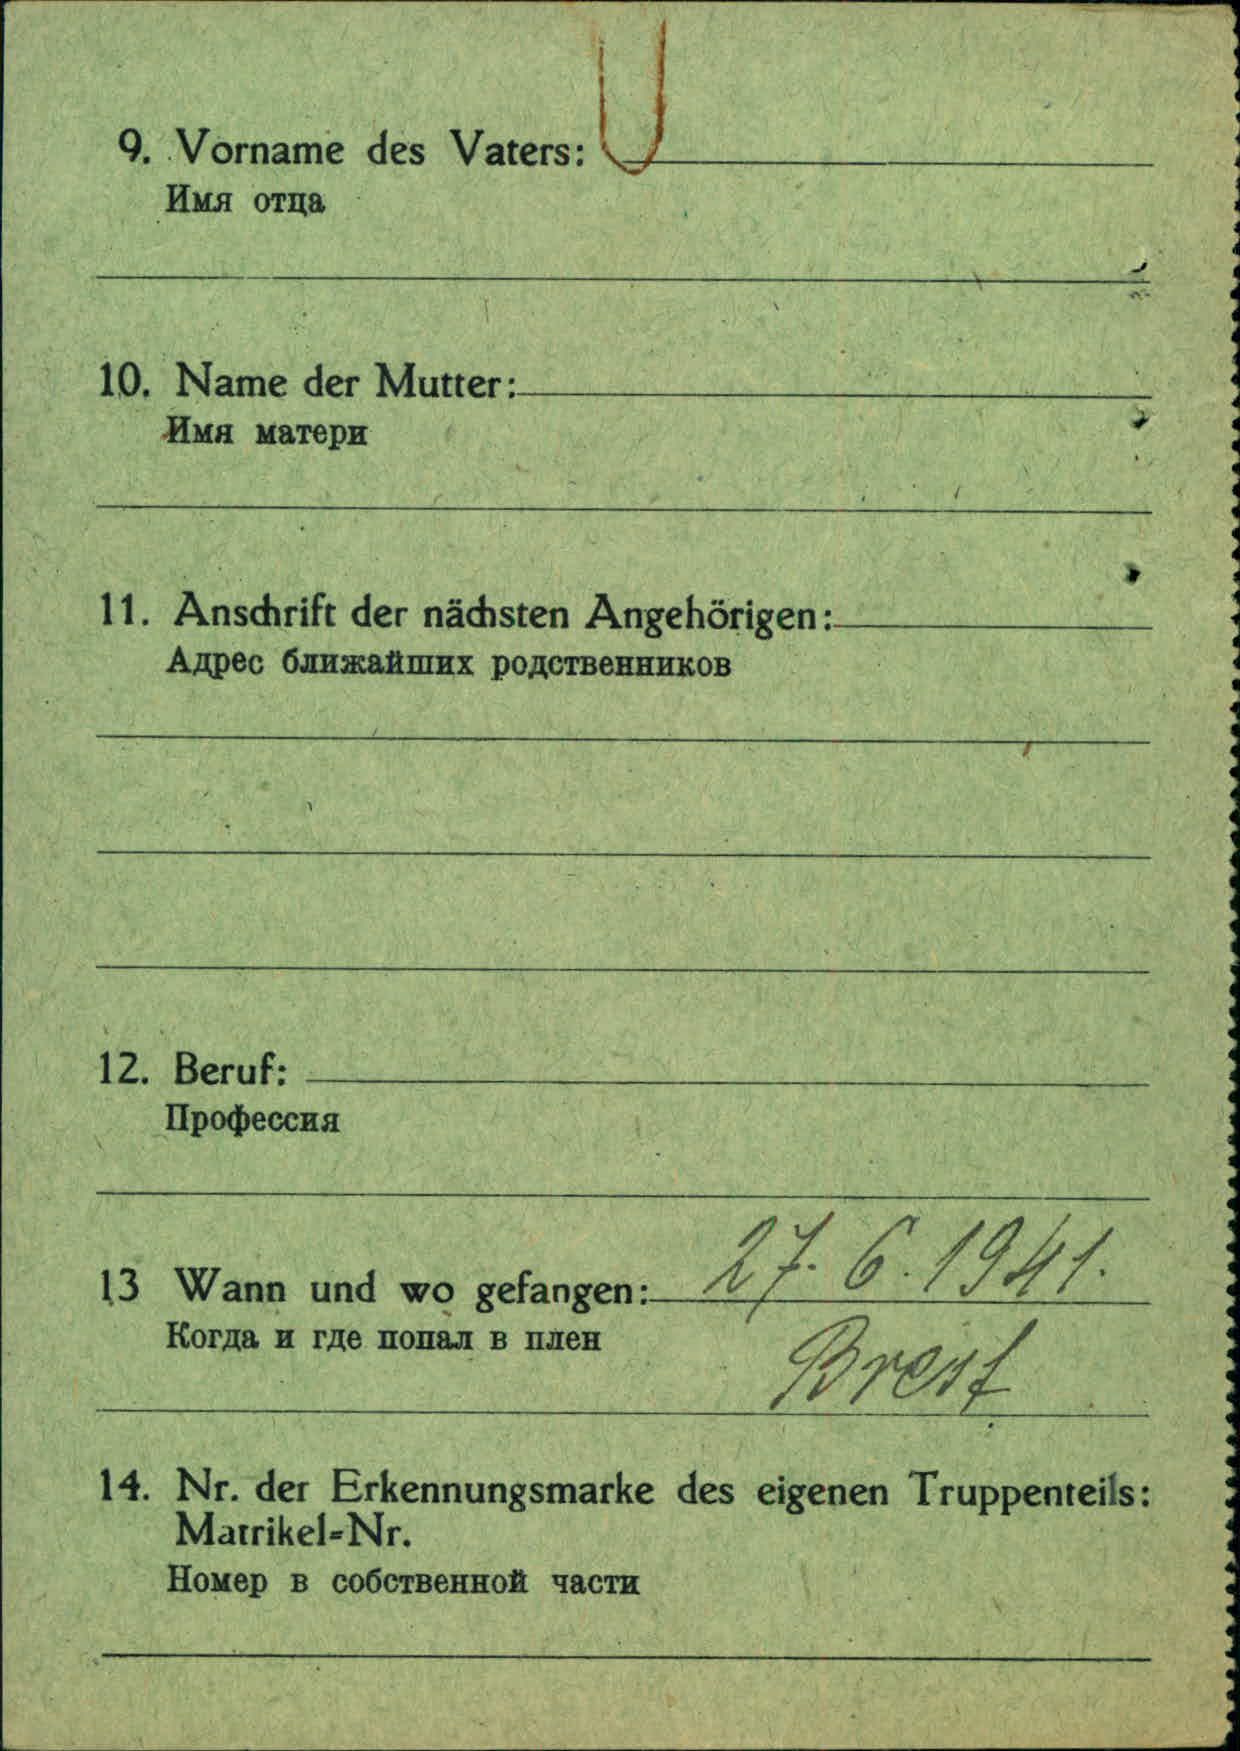 9. Vorname des Vaters:
Имя отца
10. Name der Mutter:
Имя матери
11. Anschrift der nächsten Angehörigen:
Адрес ближайших родственников
12. Beruf:
Профессия
13 Wann und wo gefangen: 27. 6. 1941.
Когда и где попал в плен Brest
14. Nr. der Erkennungsmarke des eigenen Truppenteils:
Matrikel-Nr.
Номер в собственной части